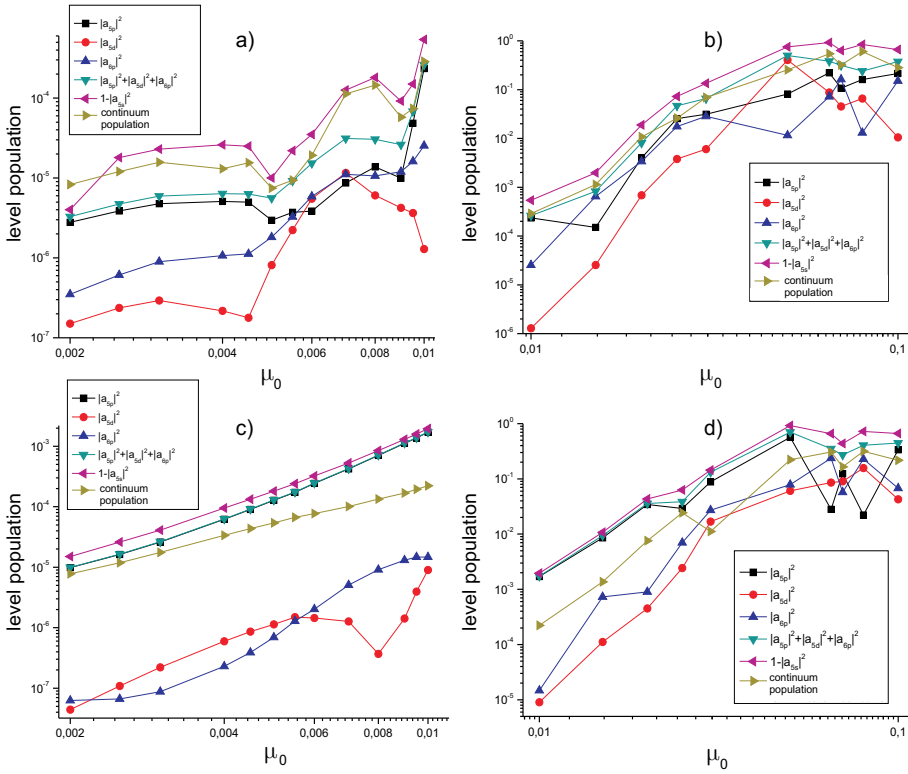 a)
|a5p|²
|a5d|²
|a6p|²
|a5p|²+|a5d|²+|a6p|²
1-|a5s|²
continuum
population
level population
10⁻⁴
10⁻⁵
10⁻⁶
10⁻⁷
0,002
0,004
0,006
0,008
0,01
μ₀
b)
|a5p|²
|a5d|²
|a6p|²
|a5p|²+|a5d|²+|a6p|²
1-|a5s|²
continuum
population
level population
10⁰
10⁻¹
10⁻²
10⁻³
10⁻⁴
10⁻⁵
10⁻⁶
0,01
0,1
μ₀
c)
|a5p|²
|a5d|²
|a6p|²
|a5p|²+|a5d|²+|a6p|²
1-|a5s|²
continuum
population
level population
10⁻³
10⁻⁴
10⁻⁵
10⁻⁶
10⁻⁷
0,002
0,004
0,006
0,008
0,01
μ₀
d)
|a5p|²
|a5d|²
|a6p|²
|a5p|²+|a5d|²+|a6p|²
1-|a5s|²
continuum
population
level population
10⁰
10⁻¹
10⁻²
10⁻³
10⁻⁴
10⁻⁵
0,01
0,1
μ₀